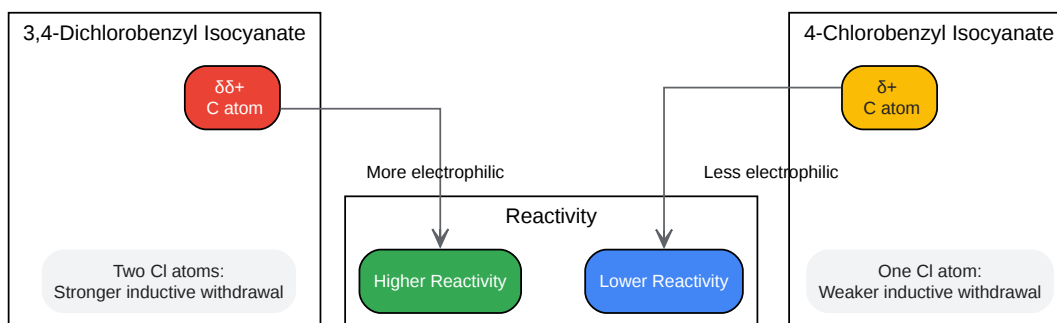 3,4-Dichlorobenzyl Isocyanate
δδ+
C atom
Two Cl atoms:
Stronger inductive withdrawal
More electrophilic
Less electrophilic
Reactivity
Higher Reactivity
Lower Reactivity
4-Chlorobenzyl Isocyanate
δ+
C atom
One Cl atom:
Weaker inductive withdrawal